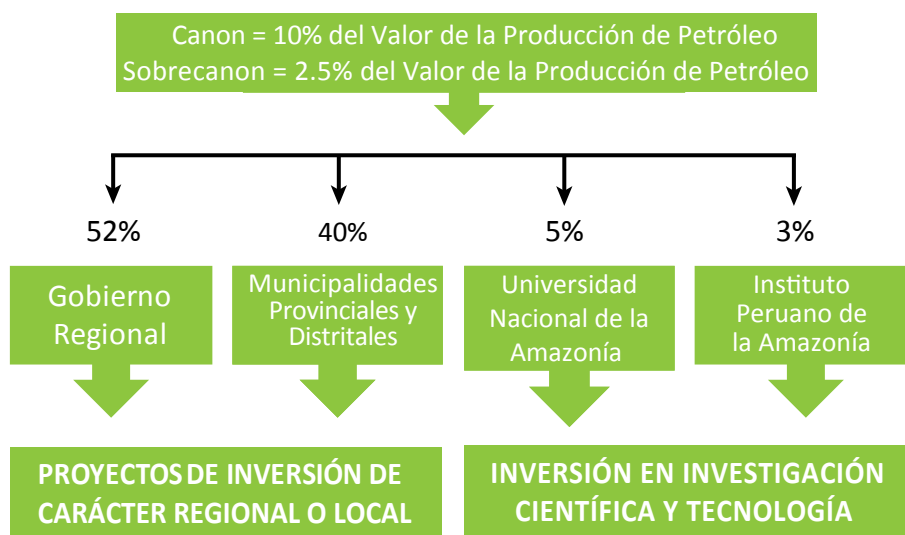 Canon = 10% del Valor de la Producción de Petróleo
Sobrecanon = 2.5% del Valor de la Producción de Petróleo
52%
40%
5%
3%
Gobierno
Regional
Municipalidades
Provinciales y
Distritales
Universidad
Nacional de la
Amazonía
Instituto
Peruano de
la Amazonía
PROYECTOS DE INVERSIÓN DE
CARÁCTER REGIONAL O LOCAL
INVERSIÓN EN INVESTIGACIÓN
CIENTÍFICA Y TECNOLOGÍA